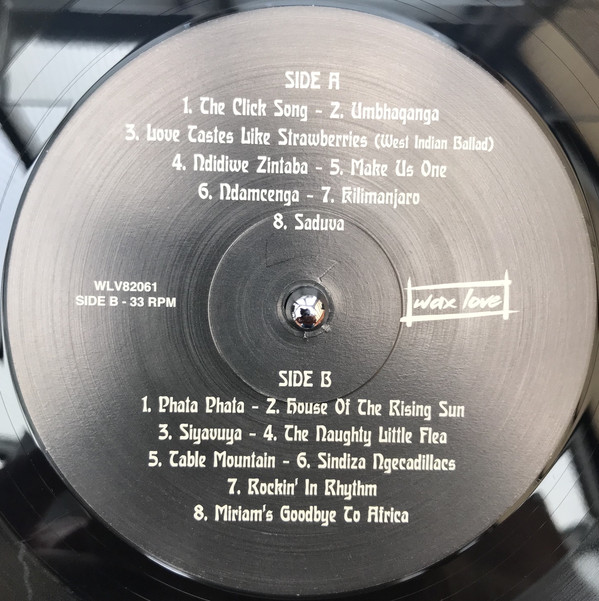 SIDE A
1. The Click Song - 2. Umbhaqanga
3. Love Tastes Like Strawberries (West Indian Ballad)
4. Ndidiwe Zintaba - 5. Make Us One
6. Ndamcenga - 7. Kilimanjaro
8. Saduva
WLV82061
SIDE B - 33 RPM
wax love
SIDE B
1. Phata Phata - 2. House Of The Rising Sun
3. Siyavuya - 4. The Naughty Little Flea
5. Table Mountain - 6. Sindiza Ngecadillacs
7. Rockin' In Rhythm
8. Miriam's Goodbye To Africa